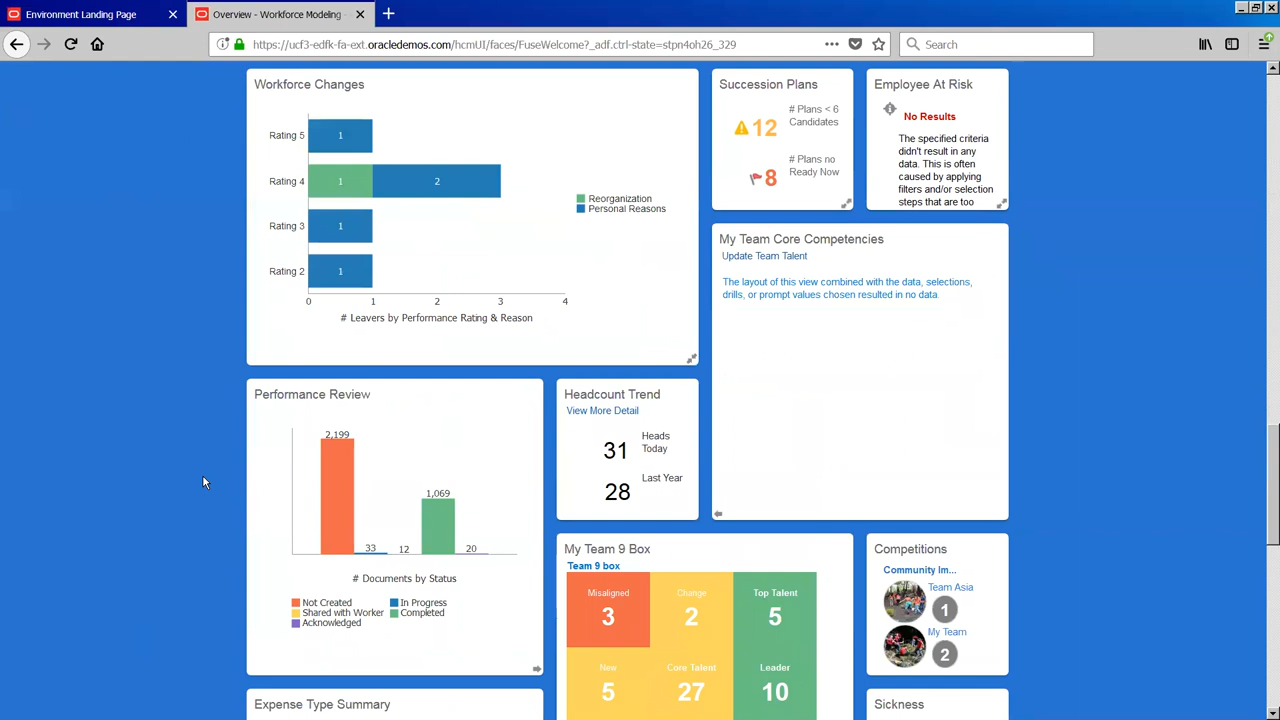 Environment Landing Page
Overview - Workforce Modeling -
https://ucf3-edfk-fa-ext.oracledemos.com/hcmUI/faces/FuseWelcome?_adf.ctrl-state=stpn4oh26_329
Search
Workforce Changes
Rating 5
1
Rating 4
1
2
Rating 3
1
Rating 2
1
0
1
2
3
4
# Leavers by Performance Rating & Reason
Reorganization
Personal Reasons
Succession Plans
12
# Plans < 6
Candidates
8
# Plans no
Ready Now
Employee At Risk
No Results
The specified criteria
didn't result in any
data. This is often
caused by applying
filters and/or selection
steps that are too
My Team Core Competencies
Update Team Talent
The layout of this view combined with the data, selections,
drills, or prompt values chosen resulted in no data.
Performance Review
2,199
33
12
1,069
20
# Documents by Status
Not Created
In Progress
Shared with Worker
Completed
Acknowledged
Headcount Trend
View More Detail
31
Heads
Today
28
Last Year
My Team 9 Box
Team 9 box
Misaligned
3
Change
2
Top Talent
5
New
5
Core Talent
27
Leader
10
Competitions
Community Im...
Team Asia
1
My Team
2
Expense Type Summary
Sickness